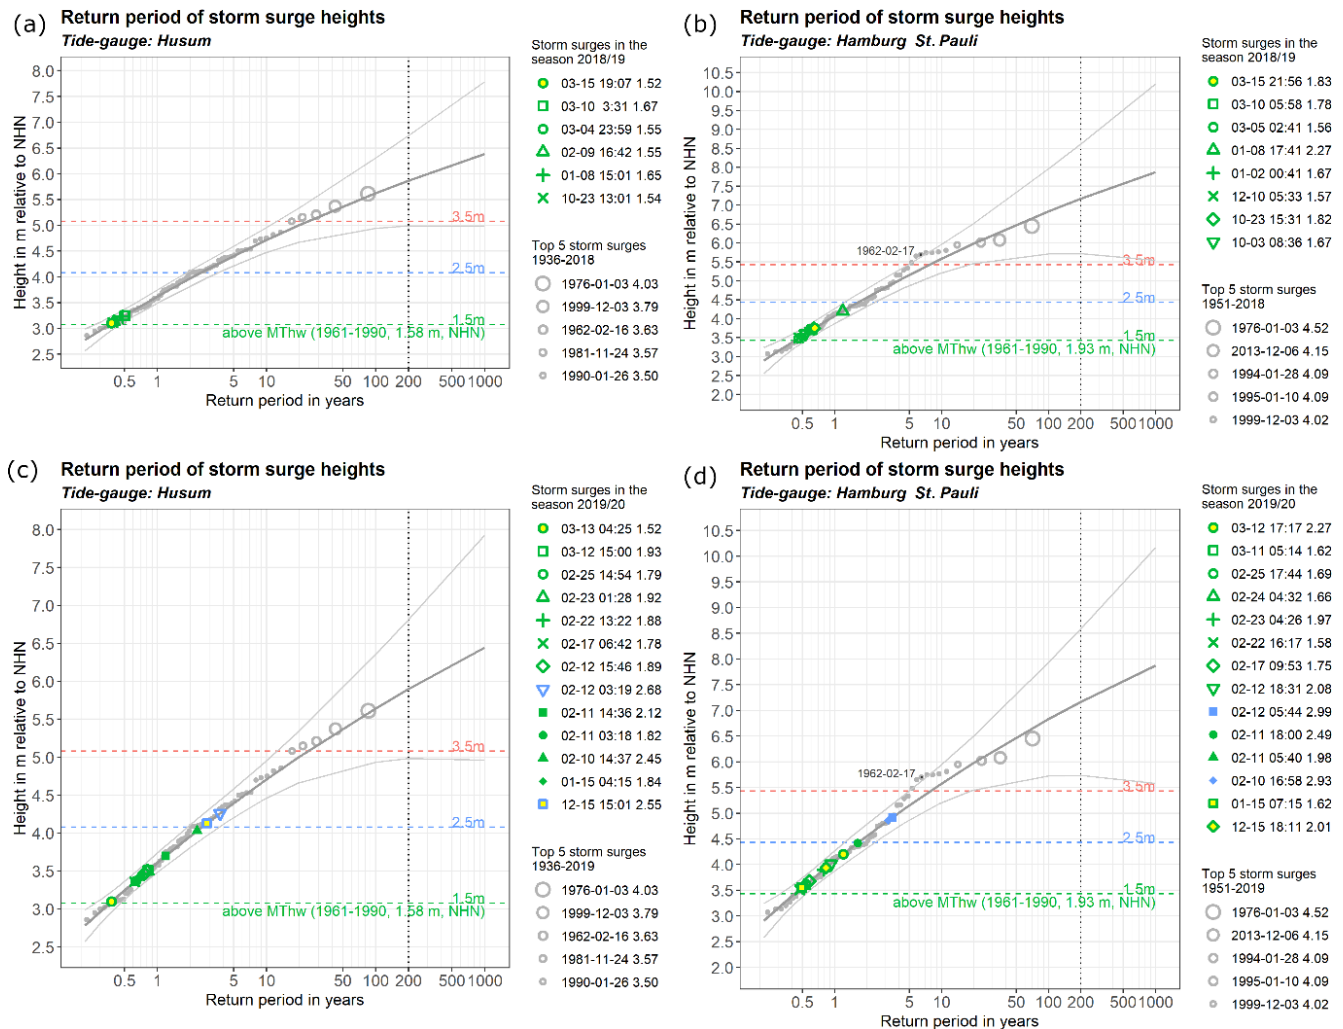 (a)
Return period of storm surge heights
Tide-gauge: Husum
Height in m relative to NHN
8.0
7.5
7.0
6.5
6.0
5.5
5.0
4.5
4.0
3.5
3.0
2.5
3.5m
2.5m
1.5m
above MThw (1961-1990, 1.58 m, NHN)
0.5 1 5 10 50 100 200 500 1000
Return period in years
Storm surges in the
season 2018/19
03-15 19:07 1.52
03-10 3:31 1.67
03-04 23:59 1.55
02-09 16:42 1.55
01-08 15:01 1.65
10-23 13:01 1.54
Top 5 storm surges
1936-2018
1976-01-03 4.03
1999-12-03 3.79
1962-02-16 3.63
1981-11-24 3.57
1990-01-26 3.50
(b)
Return period of storm surge heights
Tide-gauge: Hamburg St. Pauli
Height in m relative to NHN
10.5
10.0
9.5
9.0
8.5
8.0
7.5
7.0
6.5
6.0
5.5
5.0
4.5
4.0
3.5
3.0
2.5
2.0
1962-02-17
3.5m
2.5m
1.5m
above MThw (1961-1990, 1.93 m, NHN)
0.5 1 5 10 50 100 200 500 1000
Return period in years
Storm surges in the
season 2018/19
03-15 21:56 1.83
03-10 05:58 1.78
03-05 02:41 1.56
01-08 17:41 2.27
01-02 00:41 1.67
12-10 05:33 1.57
10-23 15:31 1.82
10-03 08:36 1.67
Top 5 storm surges
1951-2018
1976-01-03 4.52
2013-12-06 4.15
1994-01-28 4.09
1995-01-10 4.09
1999-12-03 4.02
(c)
Return period of storm surge heights
Tide-gauge: Husum
Height in m relative to NHN
8.0
7.5
7.0
6.5
6.0
5.5
5.0
4.5
4.0
3.5
3.0
2.5
3.5m
2.5m
1.5m
above MThw (1961-1990, 1.58 m, NHN)
0.5 1 5 10 50 100 200 500 1000
Return period in years
Storm surges in the
season 2019/20
03-13 04:25 1.52
03-12 15:00 1.93
02-25 14:54 1.79
02-23 01:28 1.92
02-22 13:22 1.88
02-17 06:42 1.78
02-12 15:46 1.89
02-12 03:19 2.68
02-11 14:36 2.12
02-11 03:18 1.82
02-10 14:37 2.45
01-15 04:15 1.84
12-15 15:01 2.55
Top 5 storm surges
1936-2019
1976-01-03 4.03
1999-12-03 3.79
1962-02-16 3.63
1981-11-24 3.57
1990-01-26 3.50
(d)
Return period of storm surge heights
Tide-gauge: Hamburg St. Pauli
Height in m relative to NHN
10.5
10.0
9.5
9.0
8.5
8.0
7.5
7.0
6.5
6.0
5.5
5.0
4.5
4.0
3.5
3.0
2.5
2.0
1962-02-17
3.5m
2.5m
1.5m
above MThw (1961-1990, 1.93 m, NHN)
0.5 1 5 10 50 100 200 500 1000
Return period in years
Storm surges in the
season 2019/20
03-12 17:17 2.27
03-11 05:14 1.62
02-25 17:44 1.69
02-24 04:32 1.66
02-23 04:26 1.97
02-22 16:17 1.58
02-17 09:53 1.75
02-12 18:31 2.08
02-12 05:44 2.99
02-11 18:00 2.49
02-11 05:40 1.98
02-10 16:58 2.93
01-15 07:15 1.62
12-15 18:11 2.01
Top 5 storm surges
1951-2019
1976-01-03 4.52
2013-12-06 4.15
1994-01-28 4.09
1995-01-10 4.09
1999-12-03 4.02